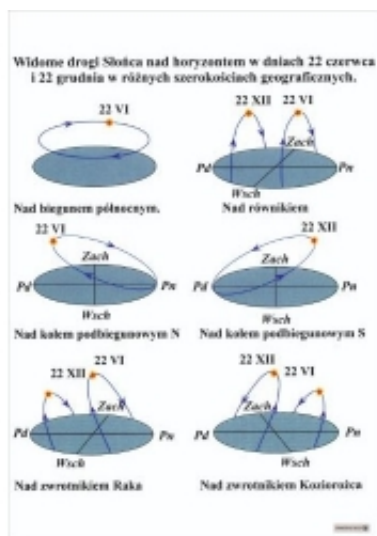 Widome drogi Słońca nad horyzontem w dniach 22 czerwca
i 22 grudnia w różnych szerokościach geograficznych.
22 VI
Nad biegunem północnym.
22 XII 22 VI
Zach
Pd Pn
Wsch
Nad równikiem
22 VI
Zach
Pd Pn
Wsch
Nad kołem podbiegunowym N
22 XII
Zach
Pd Pn
Wsch
Nad kołem podbiegunowym S
22 VI
22 XII
Zach
Pd Pn
Wsch
Nad zwrotnikiem Raka
22 XII
22 VI
Zach
Pd Pn
Wsch
Nad zwrotnikiem Koziorożca